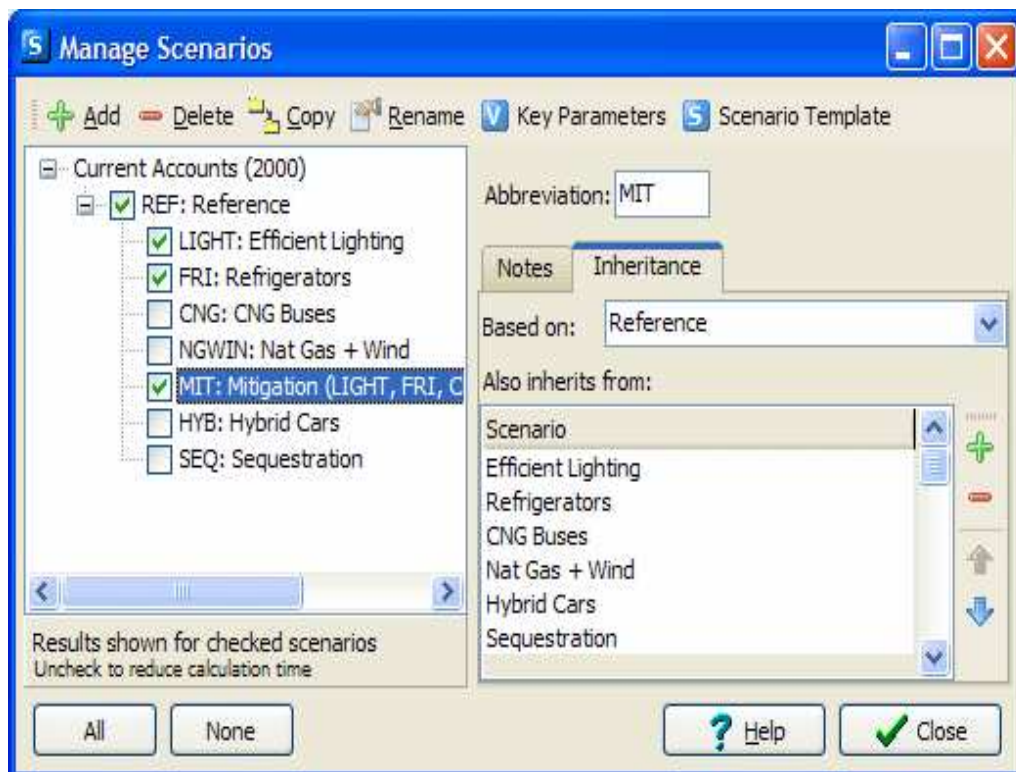 S Manage Scenarios
Add Delete Copy Rename V Key Parameters S Scenario Template
Current Accounts (2000)
REF: Reference
LIGHT: Efficient Lighting
FRI: Refrigerators
CNG: CNG Buses
NGWIN: Nat Gas + Wind
MIT: Mitigation (LIGHT, FRI, C
HYB: Hybrid Cars
SEQ: Sequestration
Results shown for checked scenarios
Uncheck to reduce calculation time
Abbreviation: MIT
Notes Inheritance
Based on: Reference
Also inherits from:
Scenario
Efficient Lighting
Refrigerators
CNG Buses
Nat Gas + Wind
Hybrid Cars
Sequestration
All None ? Help Close